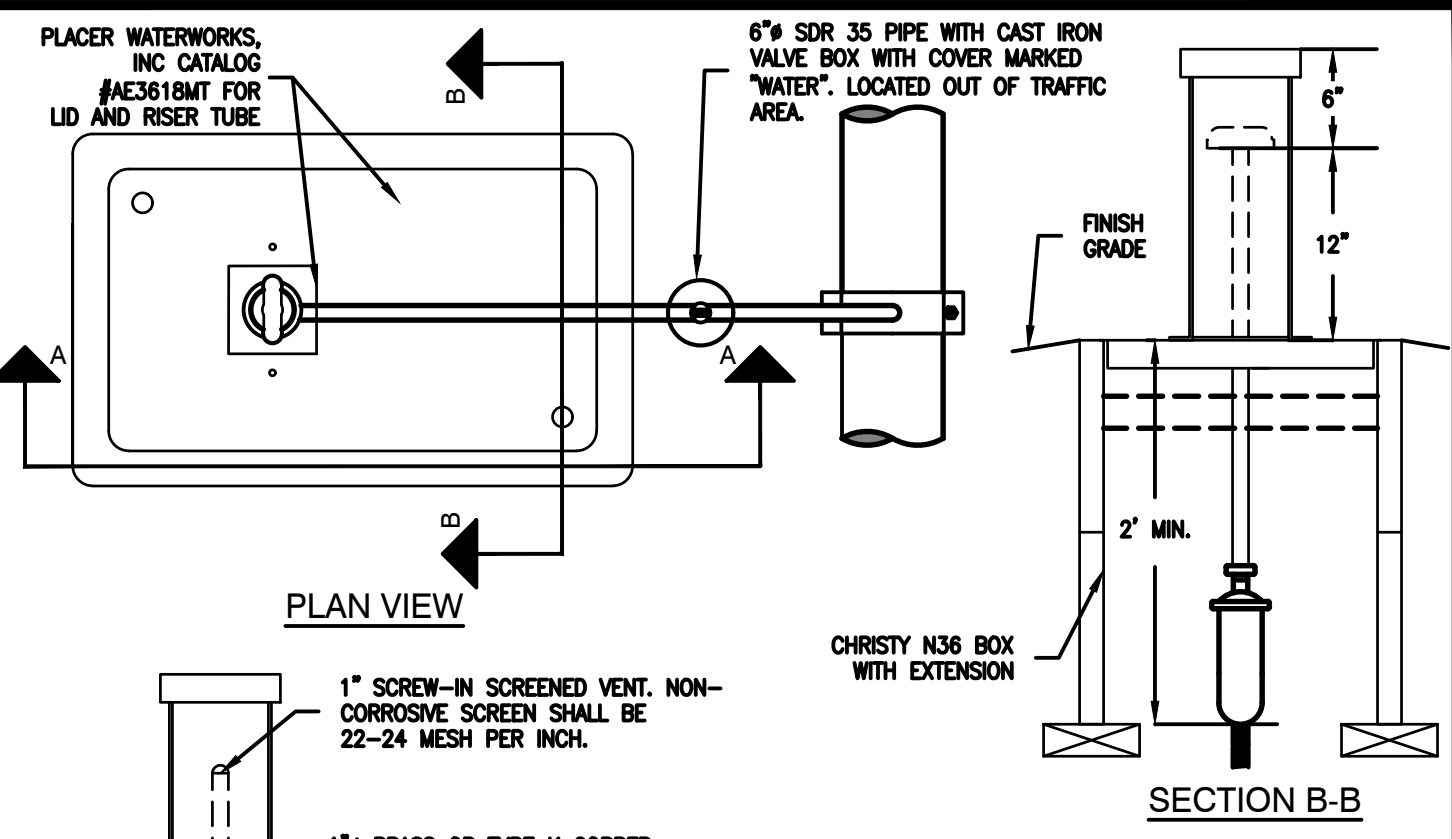 PLACER WATERWORKS,
INC CATALOG
#AE3618MT FOR
LID AND RISER TUBE
B
6"ø SDR 35 PIPE WITH CAST IRON
VALVE BOX WITH COVER MARKED
"WATER". LOCATED OUT OF TRAFFIC
AREA.
6"
FINISH
GRADE
12"
A
A
B
2' MIN.
PLAN VIEW
CHRISTY N36 BOX
WITH EXTENSION
1" SCREW-IN SCREENED VENT. NON-
CORROSIVE SCREEN SHALL BE
22-24 MESH PER INCH.
SECTION B-B